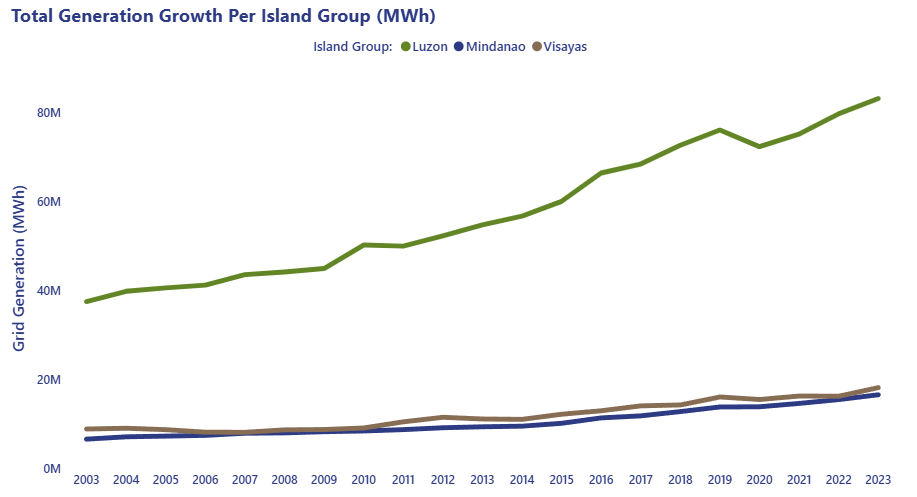 Total Generation Growth Per Island Group (MWh)
Island Group: Luzon Mindanao Visayas
Grid Generation (MWh)
80M
60M
40M
20M
0M
2003 2004 2005 2006 2007 2008 2009 2010 2011 2012 2013 2014 2015 2016 2017 2018 2019 2020 2021 2022 2023